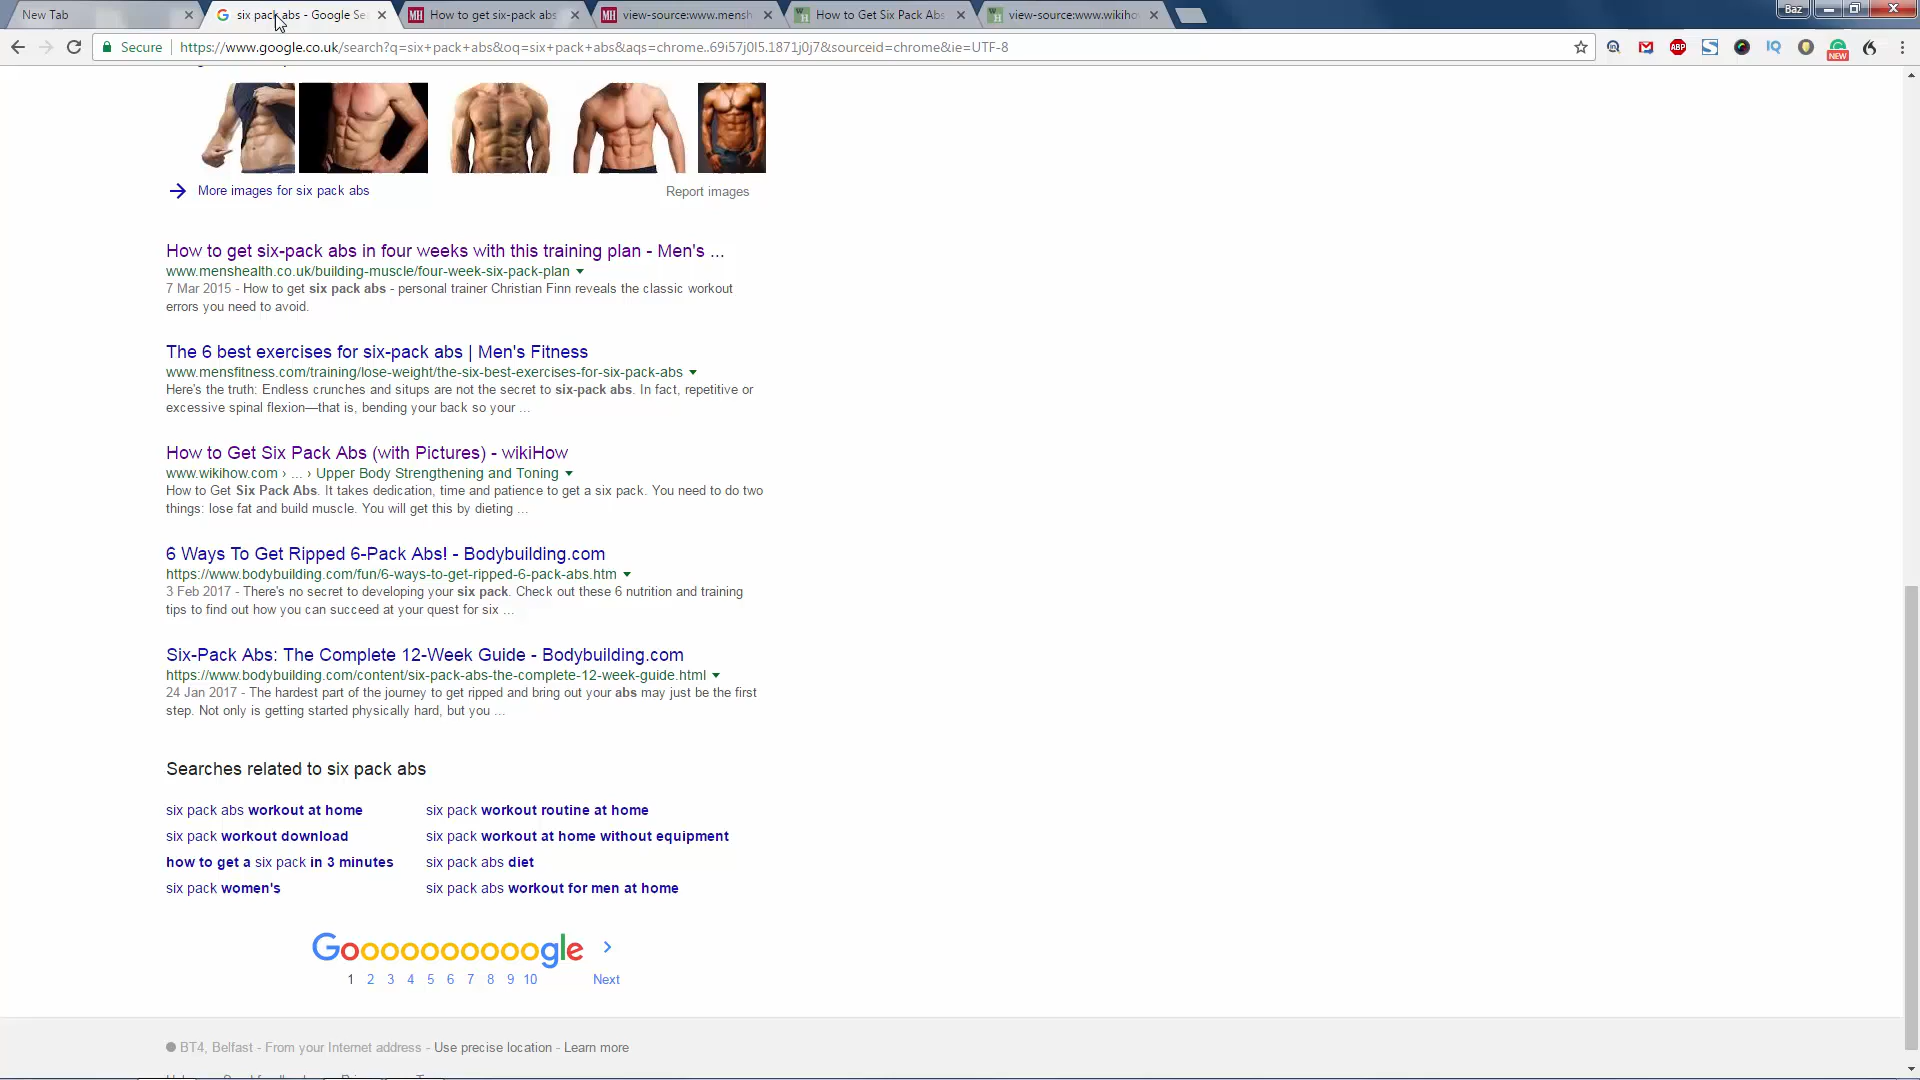 New Tab
six pack abs - Google Se
How to get six-pack abs
view-source:www.mensh
How to Get Six Pack Abs
view-source:www.wikiho
Baz
Secure
https://www.google.co.uk/search?q=six+pack+abs&oq=six+pack+abs&aqs=chrome..69i57j0l5.1871j0j7&sourceid=chrome&ie=UTF-8
ABP
IQ
NEW
More images for six pack abs
Report images
How to get six-pack abs in four weeks with this training plan - Men's ...
www.menshealth.co.uk/building-muscle/four-week-six-pack-plan
7 Mar 2015 - How to get six pack abs - personal trainer Christian Finn reveals the classic workout
errors you need to avoid.
The 6 best exercises for six-pack abs | Men's Fitness
www.mensfitness.com/training/lose-weight/the-six-best-exercises-for-six-pack-abs
Here's the truth: Endless crunches and situps are not the secret to six-pack abs. In fact, repetitive or
excessive spinal flexion—that is, bending your back so your ...
How to Get Six Pack Abs (with Pictures) - wikiHow
www.wikihow.com › ... › Upper Body Strengthening and Toning
How to Get Six Pack Abs. It takes dedication, time and patience to get a six pack. You need to do two
things: lose fat and build muscle. You will get this by dieting ...
6 Ways To Get Ripped 6-Pack Abs! - Bodybuilding.com
https://www.bodybuilding.com/fun/6-ways-to-get-ripped-6-pack-abs.htm
3 Feb 2017 - There's no secret to developing your six pack. Check out these 6 nutrition and training
tips to find out how you can succeed at your quest for six ...
Six-Pack Abs: The Complete 12-Week Guide - Bodybuilding.com
https://www.bodybuilding.com/content/six-pack-abs-the-complete-12-week-guide.html
24 Jan 2017 - The hardest part of the journey to get ripped and bring out your abs may just be the first
step. Not only is getting started physically hard, but you ...
Searches related to six pack abs
six pack abs workout at home
six pack workout routine at home
six pack workout download
six pack workout at home without equipment
how to get a six pack in 3 minutes
six pack abs diet
six pack women's
six pack abs workout for men at home
Goooooooooogle
1 2 3 4 5 6 7 8 9 10 Next
BT4, Belfast - From your Internet address - Use precise location - Learn more